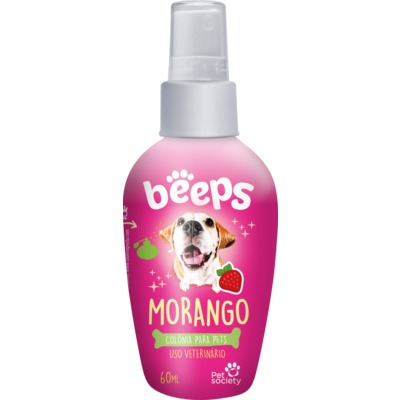 beeps
MORANGO
COLÔNIA PARA PETS
USO VETERINÁRIO
60ML
Pet
society